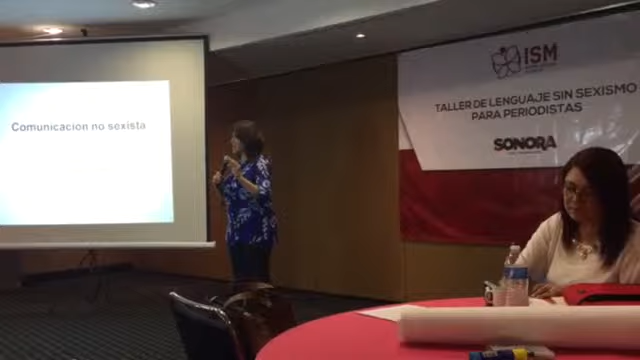 Comunicacion no sexista
ISM
TALLER DE LENGUAJE SIN SEXISMO
PARA PERIODISTAS
SONORA